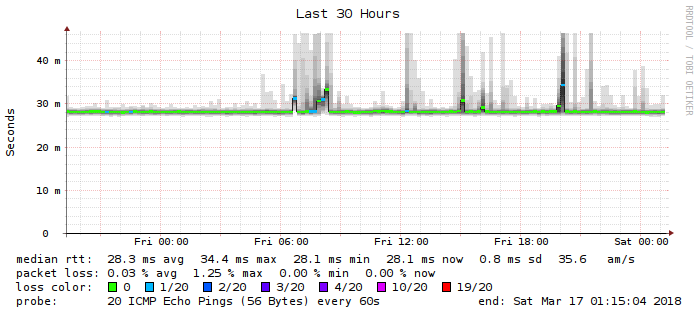 Last 30 Hours
RRDTOOL / TOBI OETIKER
Seconds
40 m
30 m
20 m
10 m
0
Fri 00:00 Fri 06:00 Fri 12:00 Fri 18:00 Sat 00:00
median rtt: 28.3 ms avg 34.4 ms max 28.1 ms min 28.1 ms now 0.8 ms sd 35.6 am/s
packet loss: 0.03 % avg 1.25 % max 0.00 % min 0.00 % now
loss color: 0 1/20 2/20 3/20 4/20 10/20 19/20
probe: 20 ICMP Echo Pings (56 Bytes) every 60s end: Sat Mar 17 01:15:04 2018